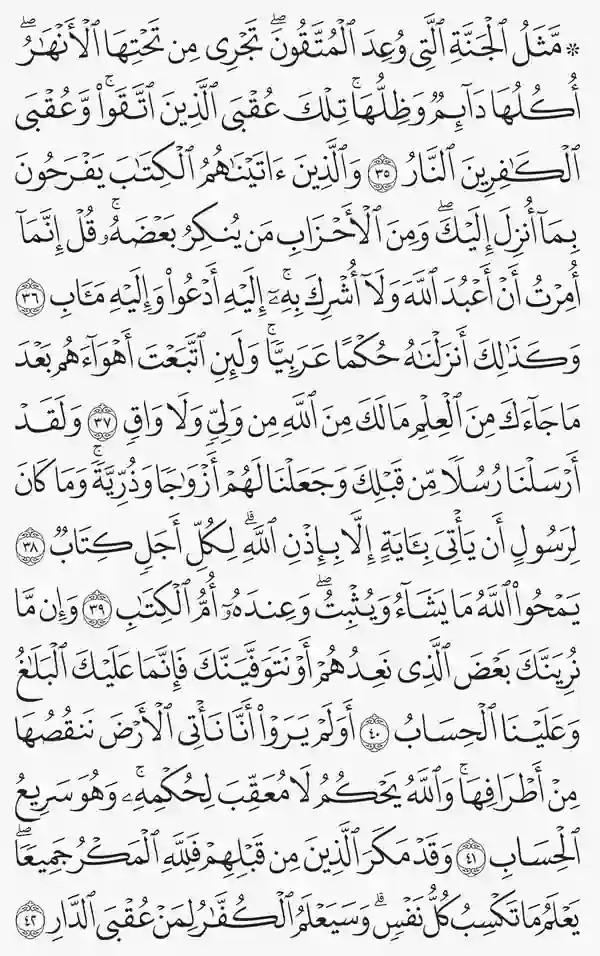 ۞ مَّثَلُ ٱلْجَنَّةِ ٱلَّتِى وُعِدَ ٱلْمُتَّقُونَ ۖ تَجْرِى مِن تَحْتِهَا ٱلْأَنْهَـٰرُ ۖ
أُكُلُهَا دَآئِمٌ وَظِلُّهَا ۚ تِلْكَ عُقْبَى ٱلَّذِينَ ٱتَّقَوا۟ ۖ وَّعُقْبَى
ٱلْكَـٰفِرِينَ ٱلنَّارُ ٣٥ وَٱلَّذِينَ ءَاتَيْنَـٰهُمُ ٱلْكِتَـٰبَ يَفْرَحُونَ
بِمَآ أُنزِلَ إِلَيْكَ ۖ وَمِنَ ٱلْأَحْزَابِ مَن يُنكِرُ بَعْضَهُۥ ۚ قُلْ إِنَّمَآ
أُمِرْتُ أَنْ أَعْبُدَ ٱللَّهَ وَلَآ أُشْرِكَ بِهِۦٓ ۚ إِلَيْهِ أَدْعُوا۟ وَإِلَيْهِ مَـَٔابِ ٣٦
وَكَذَٰلِكَ أَنزَلْنَـٰهُ حُكْمًا عَرَبِيًّا ۚ وَلَئِنِ ٱتَّبَعْتَ أَهْوَآءَهُم بَعْدَ
مَا جَآءَكَ مِنَ ٱلْعِلْمِ مَا لَكَ مِنَ ٱللَّهِ مِن وَلِىٍّ وَلَا وَاقٍ ٣٧ وَلَقَدْ
أَرْسَلْنَا رُسُلًا مِّن قَبْلِكَ وَجَعَلْنَا لَهُمْ أَزْوَٰجًا وَذُرِّيَّةً ۚ وَمَا كَانَ
لِرَسُولٍ أَن يَأْتِىَ بِـَٔايَةٍ إِلَّا بِإِذْنِ ٱللَّهِ ۗ لِكُلِّ أَجَلٍ كِتَابٌ ٣٨
يَمْحُوا۟ ٱللَّهُ مَا يَشَآءُ وَيُثْبِتُ ۖ وَعِندَهُۥٓ أُمُّ ٱلْكِتَـٰبِ ٣٩ وَإِن مَّا
نُرِيَنَّكَ بَعْضَ ٱلَّذِى نَعِدُهُمْ أَوْ نَتَوَفَّيَنَّكَ فَإِنَّمَا عَلَيْكَ ٱلْبَلَـٰغُ
وَعَلَيْنَا ٱلْحِسَابُ ٤٠ أَوَلَمْ يَرَوْا۟ أَنَّا نَأْتِى ٱلْأَرْضَ نَنقُصُهَا
مِنْ أَطْرَافِهَا ۚ وَٱللَّهُ يَحْكُمُ لَا مُعَقِّبَ لِحُكْمِهِۦ ۚ وَهُوَ سَرِيعُ
ٱلْحِسَابِ ٤١ وَقَدْ مَكَرَ ٱلَّذِينَ مِن قَبْلِهِمْ فَلِلَّهِ ٱلْمَكْرُ جَمِيعًا ۖ
يَعْلَمُ مَا تَكْسِبُ كُلُّ نَفْسٍ ۗ وَسَيَعْلَمُ ٱلْكُفَّـٰرُ لِمَنْ عُقْبَى ٱلدَّارِ ٤٢